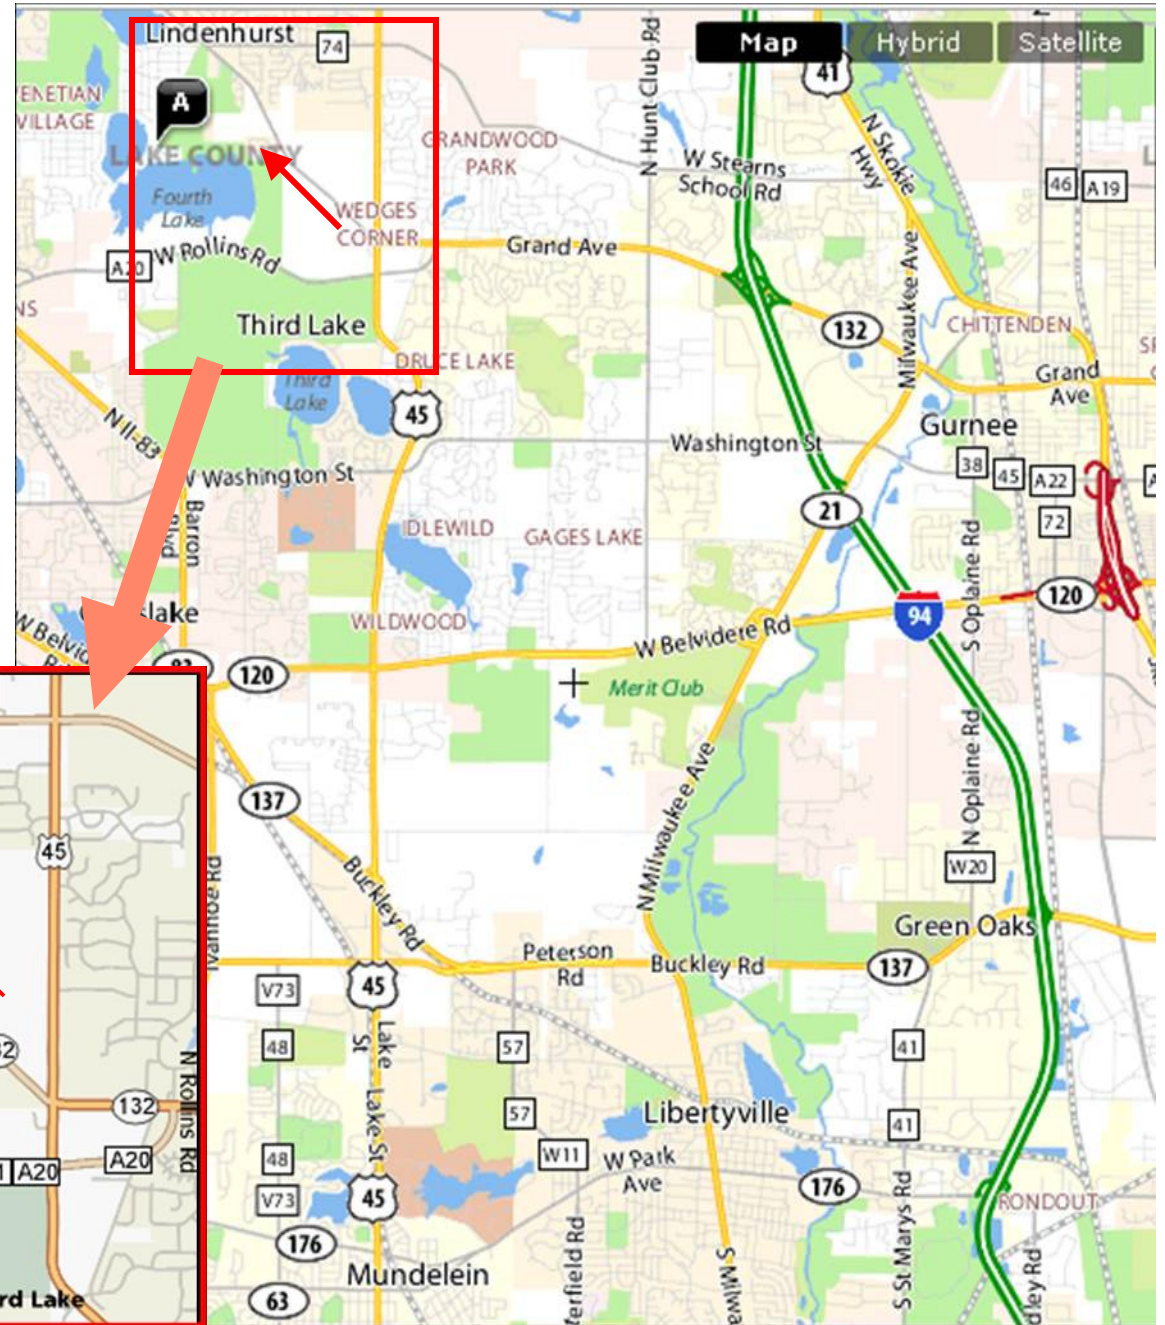 Lindenhurst
74
Map
Hybrid
Satellite
41
N Hunt Club Rd
VENETIAN
VILLAGE
A
LAKE COUNTY
GRANDWOOD
PARK
N Skokie
Hwy
W Stearns
School Rd
46
A19
Fourth
Lake
WEDGES
CORNER
A20
W Rollins Rd
Grand Ave
Milwaukee Ave
NS
Third Lake
132
CHITTENDEN
DRUCE LAKE
Third
Lake
Grand
Ave
45
N Il-83
Gurnee
Washington St
38
45
A22
W Washington St
72
21
Barron
Blvd
IDLEWILD
GAGES LAKE
S Oplaine Rd
120
94
WILDWOOD
W Belvidere Rd
120
Merit Club
N Oplaine Rd
137
N Milwaukee Ave
45
W20
Buckley Rd
Ivanhoe Rd
Green Oaks
Peterson
Rd
Buckley Rd
137
V73
45
48
Lake
St
57
41
N Rollins Rd
132
57
Libertyville
41
Lake St
A20
A20
48
W11
W Park
Ave
V73
45
176
RONDOUT
176
S St Marys Rd
Mundelein
63
rd Lake